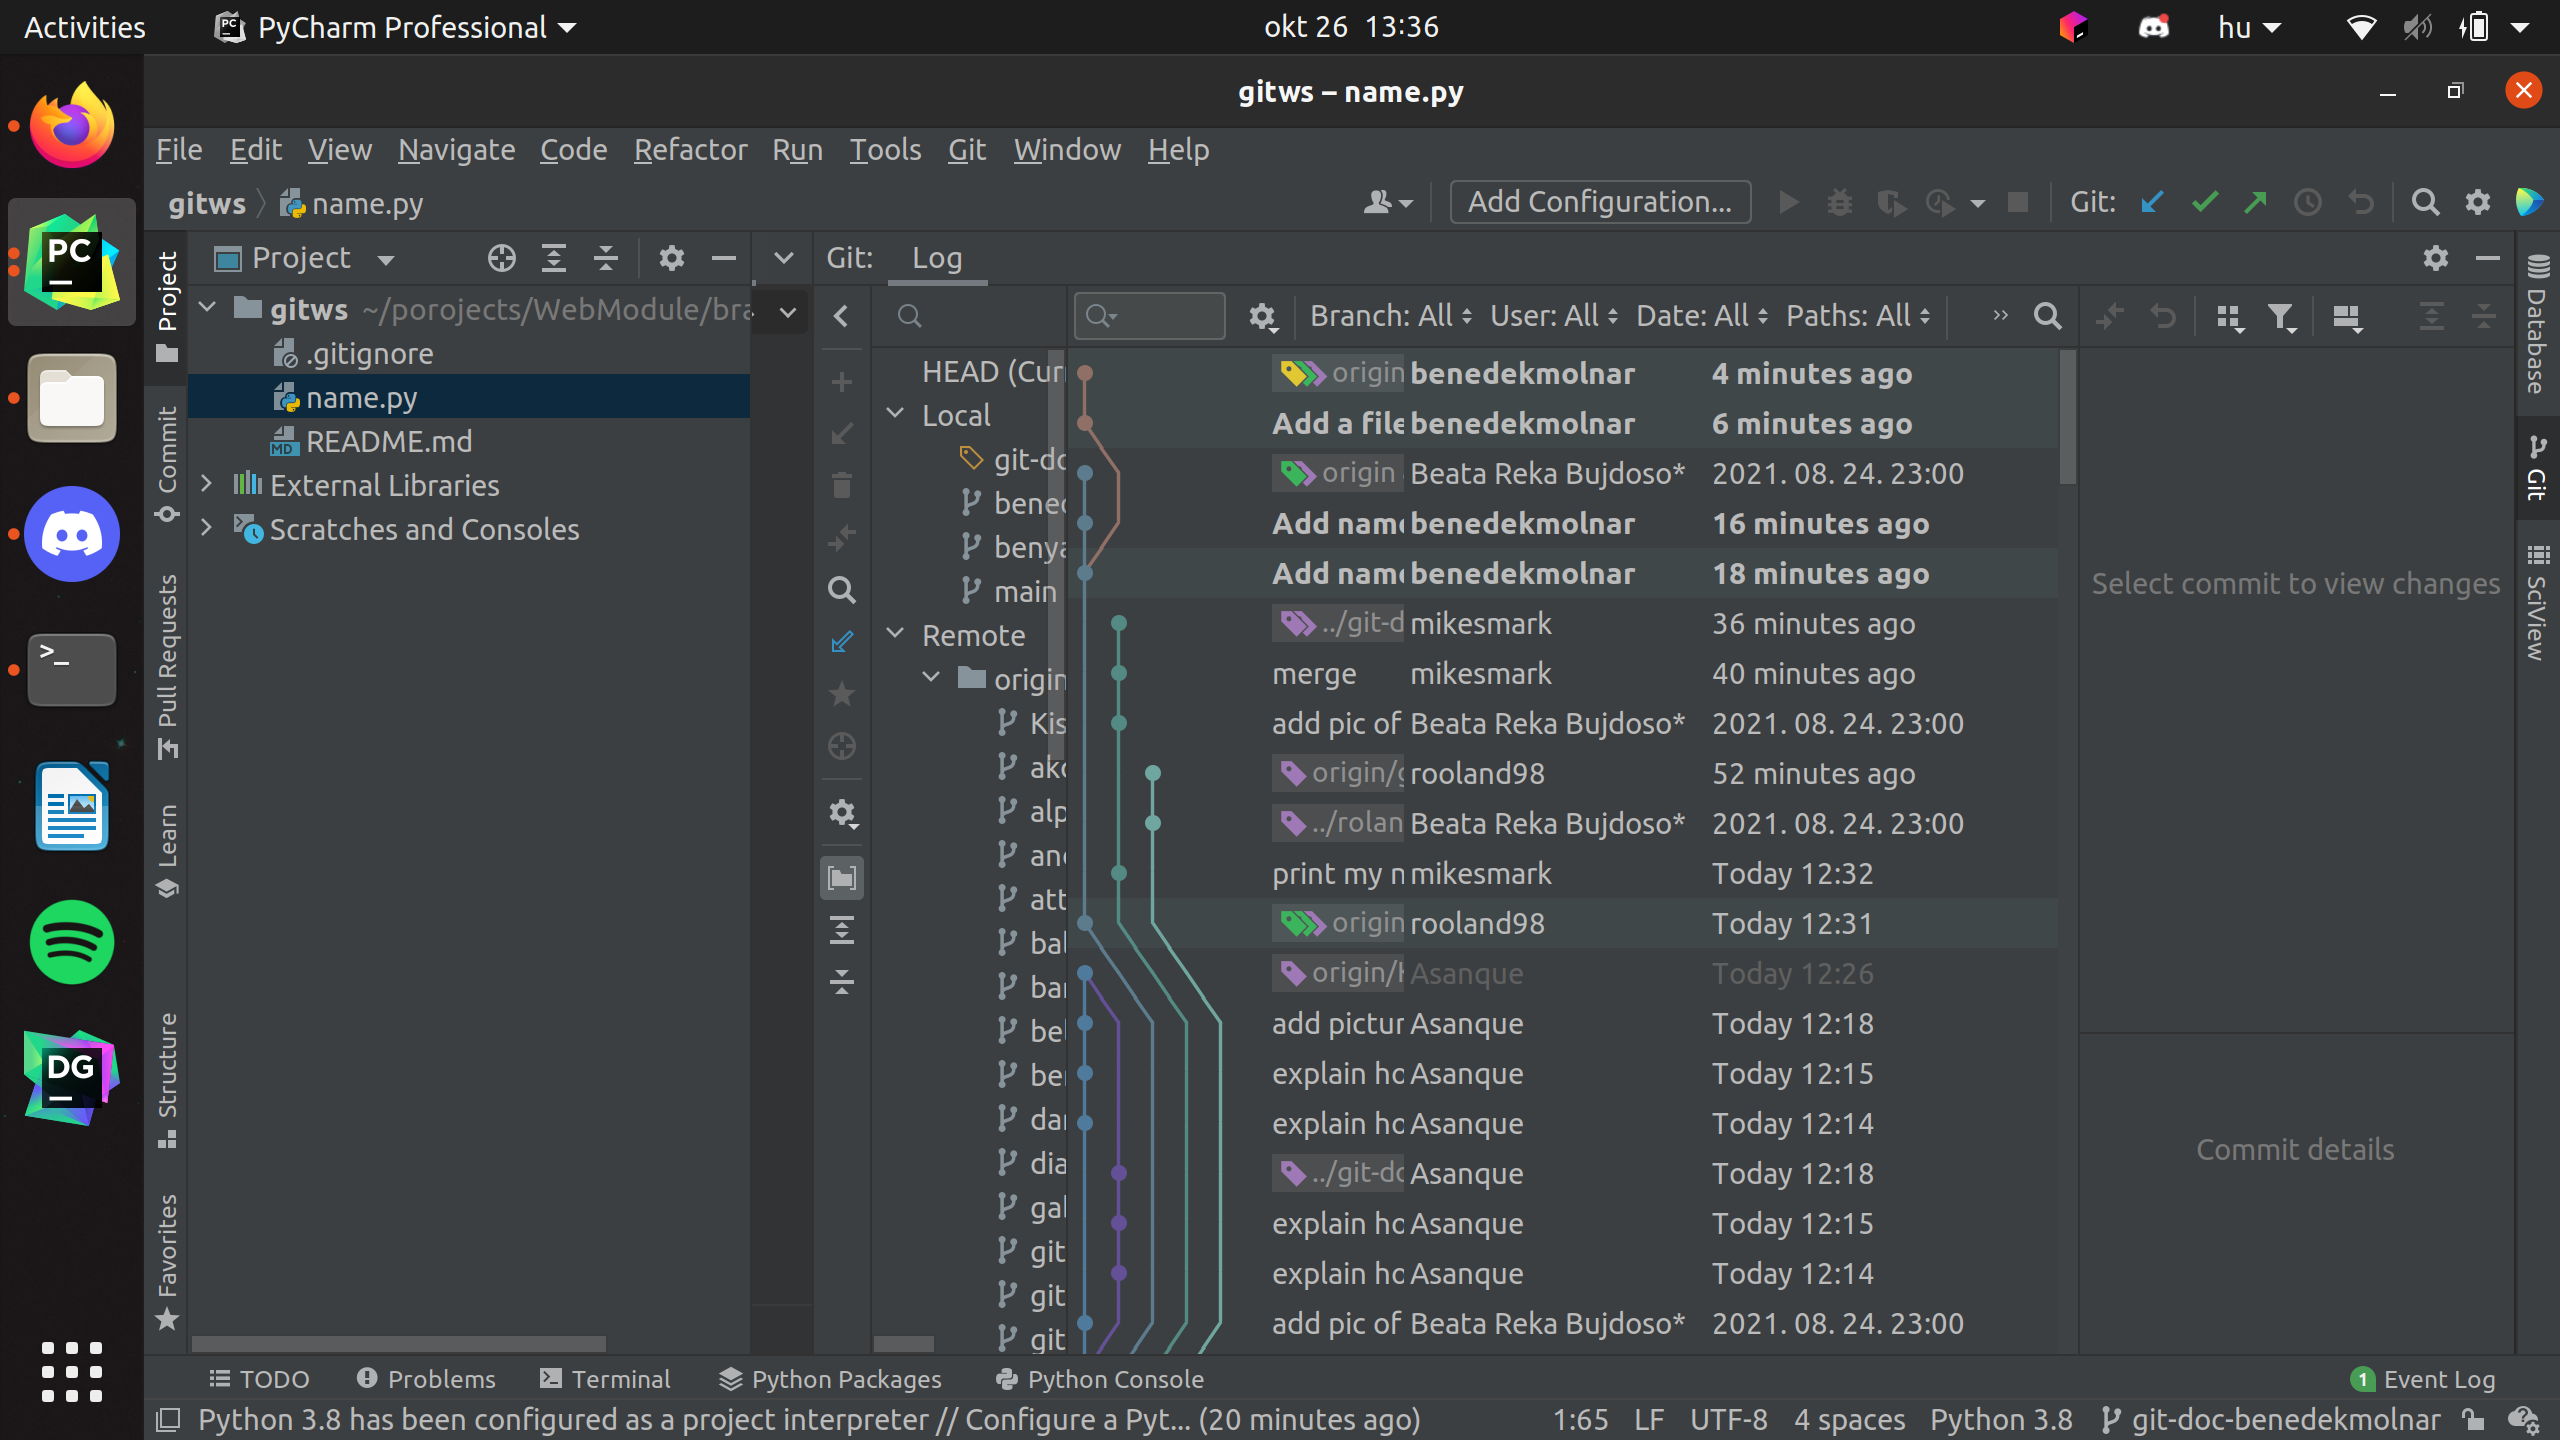 Activities
PyCharm Professional
okt 26 13:36
hu
gitws – name.py
File Edit View Navigate Code Refactor Run Tools Git Window Help
gitws name.py
Add Configuration...
Git:
Project
Git: Log
gitws ~/porojects/WebModule/bra
.gitignore
name.py
README.md
External Libraries
Scratches and Consoles
Project
Commit
Pull Requests
Learn
Structure
Favorites
HEAD (Cur
Local
git-do
bened
benya
main
Remote
origin
Kis
ako
alp
and
att
bal
bar
bel
ber
dar
dia
gal
git
git
git
Branch: All User: All Date: All Paths: All
origin benedekmolnar 4 minutes ago
Add a file benedekmolnar 6 minutes ago
origin Beata Reka Bujdoso* 2021. 08. 24. 23:00
Add name benedekmolnar 16 minutes ago
Add name benedekmolnar 18 minutes ago
../git-d mikesmark 36 minutes ago
merge mikesmark 40 minutes ago
add pic of Beata Reka Bujdoso* 2021. 08. 24. 23:00
origin/g rooland98 52 minutes ago
../rolan Beata Reka Bujdoso* 2021. 08. 24. 23:00
print my n mikesmark Today 12:32
origin rooland98 Today 12:31
origin/k Asanque Today 12:26
add pictur Asanque Today 12:18
explain ho Asanque Today 12:15
explain ho Asanque Today 12:14
../git-do Asanque Today 12:18
explain ho Asanque Today 12:15
explain ho Asanque Today 12:14
add pic of Beata Reka Bujdoso* 2021. 08. 24. 23:00
Select commit to view changes
Commit details
Database
Git
SciView
TODO Problems Terminal Python Packages Python Console
1 Event Log
Python 3.8 has been configured as a project interpreter // Configure a Pyt... (20 minutes ago)
1:65 LF UTF-8 4 spaces Python 3.8 git-doc-benedekmolnar
PC
DG
MD